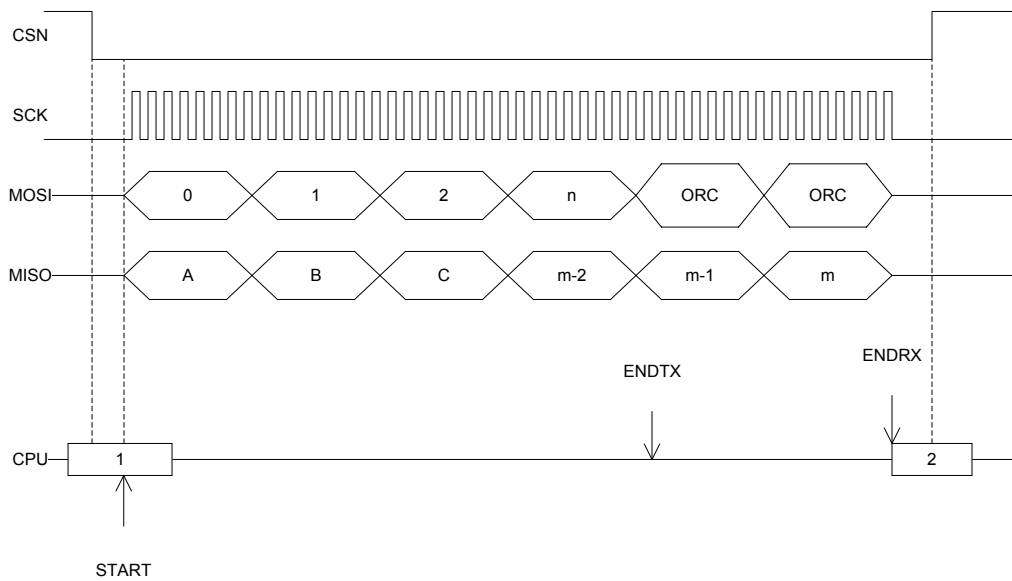 CSN
SCK
MOSI 0 1 2 n ORC ORC
MISO A B C m-2 m-1 m
ENDRX
ENDTX
CPU 1 2
START